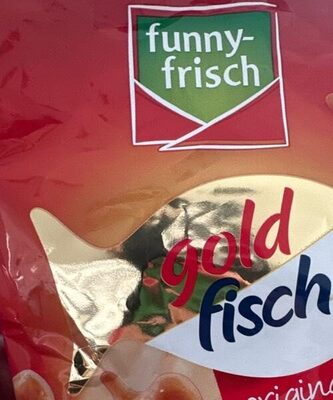 funny-
frisch
gold
fisch